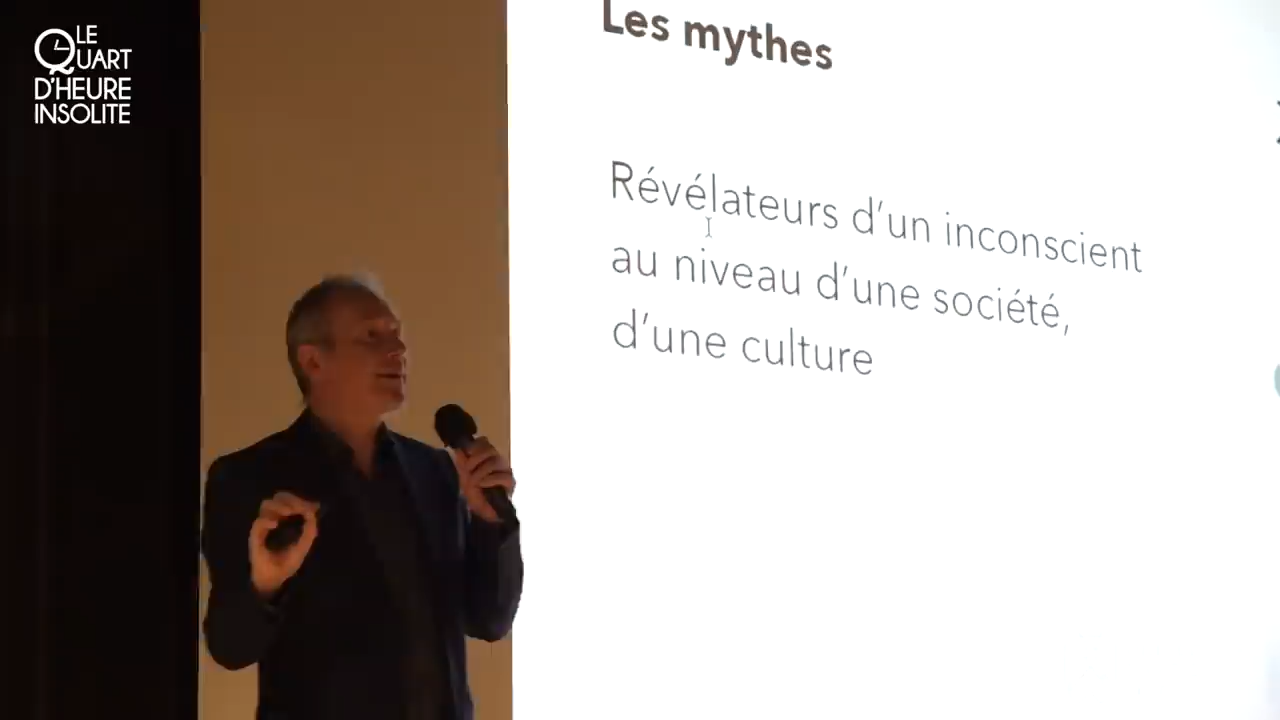 LE
QUART
D'HEURE
INSOLITE
Les mythes
Révélateurs d'un inconscient
au niveau d'une société,
d'une culture